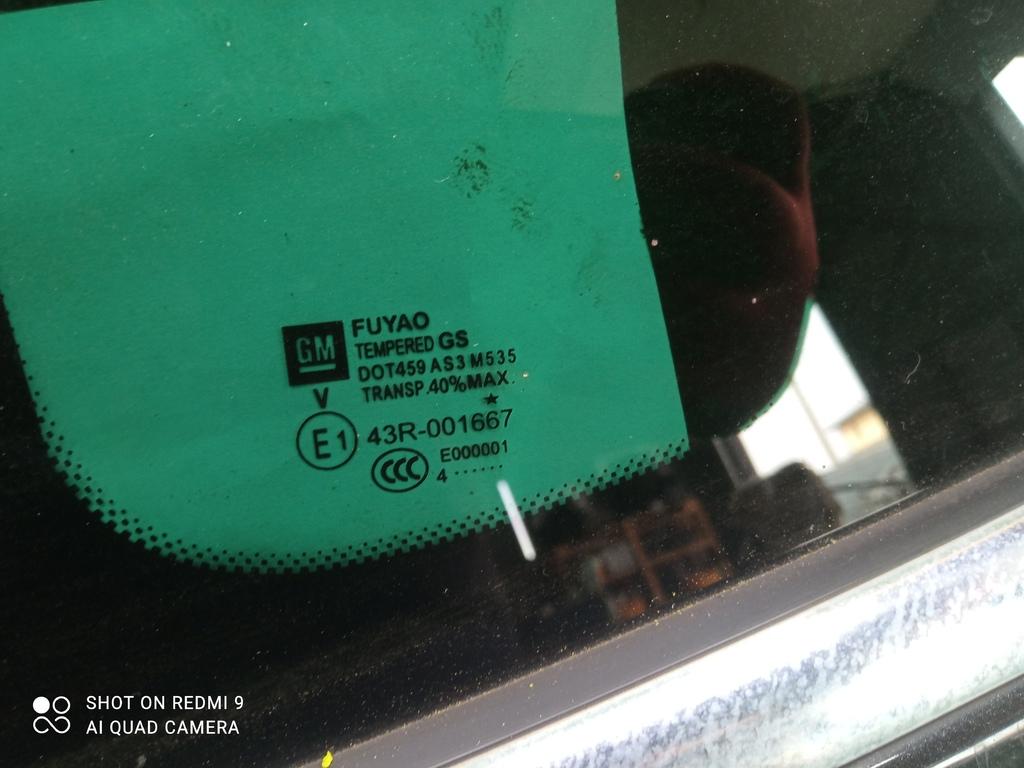 GM
FUYAO
TEMPERED GS
DOT459 AS3 M535
TRANSP.40%MAX.
V
E1
43R-001667
CCC
E000001
4 ......
SHOT ON REDMI 9
AI QUAD CAMERA